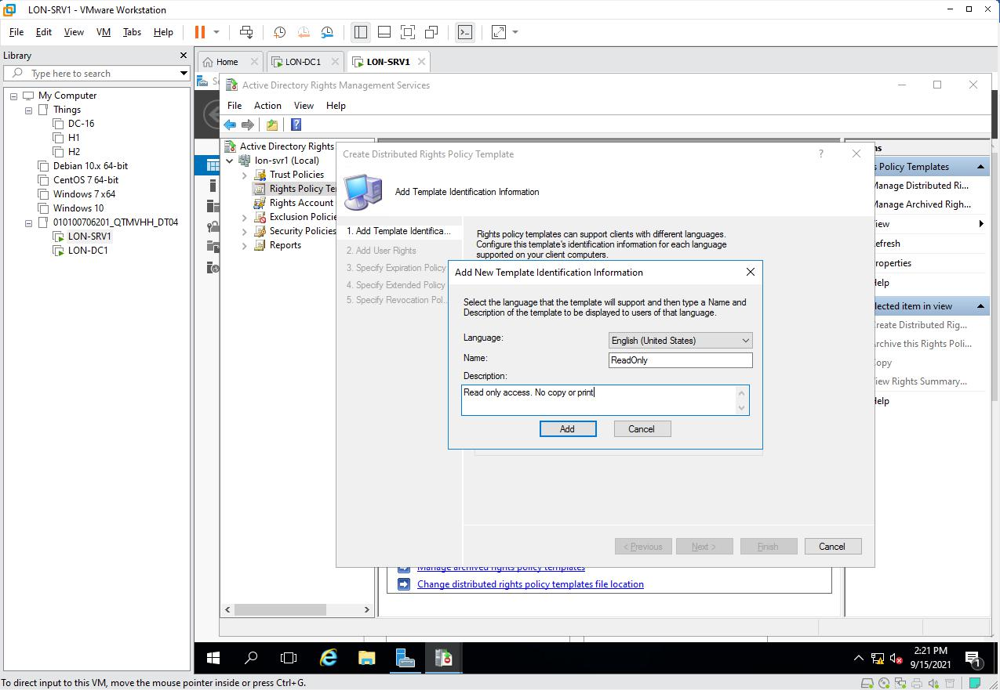 LON-SRV1 - VMware Workstation
File Edit View VM Tabs Help
Library
Type here to search
My Computer
Things
DC-16
H1
H2
Debian 10.x 64-bit
CentOS 7 64-bit
Windows 7 x64
Windows 10
010100706201_QTMVHH_DT04
LON-SRV1
LON-DC1
Home LON-DC1 LON-SRV1
Active Directory Rights Management Services
File Action View Help
Active Directory Rights
lon-svr1 (Local)
Trust Policies
Rights Policy Te
Rights Account
Exclusion Policie
Security Policies
Reports
Create Distributed Rights Policy Template
?
Add Template Identification Information
1. Add Template Identifica...
2. Add User Rights
3. Specify Expiration Policy
4. Specify Extended Policy
5. Specify Revocation Pol...
Rights policy templates can support clients with different languages.
Configure this template's identification information for each language
supported on your client computers.
Add New Template Identification Information
Select the language that the template will support and then type a Name and
Description of the template to be displayed to users of that language.
Language: English (United States)
Name: ReadOnly
Description:
Read only access. No copy or print
Add Cancel
< Previous Next > Finish Cancel
Manage archived rights policy templates
Change distributed rights policy templates file location
ns
s Policy Templates
Manage Distributed Ri...
Manage Archived Righ...
iew
efresh
roperties
elp
lected item in view
reate Distributed Rig...
rchive this Rights Poli...
opy
iew Rights Summary...
elp
2:21 PM
9/15/2021
1
To direct input to this VM, move the mouse pointer inside or press Ctrl+G.